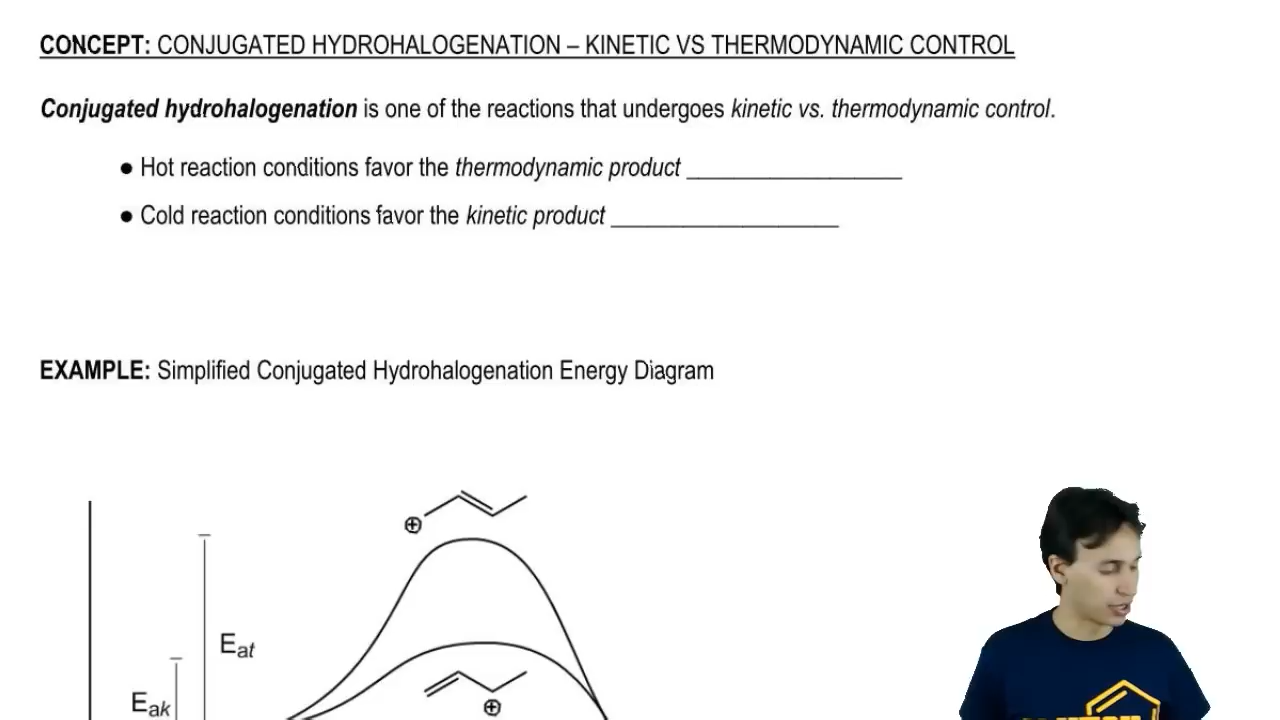 CONCEPT: CONJUGATED HYDROHALOGENATION – KINETIC VS THERMODYNAMIC CONTROL
Conjugated hydrohalogenation is one of the reactions that undergoes kinetic vs. thermodynamic control.
● Hot reaction conditions favor the thermodynamic product __________________
● Cold reaction conditions favor the kinetic product ___________________
EXAMPLE: Simplified Conjugated Hydrohalogenation Energy Diagram
⊕
Eat
Eak
⊕